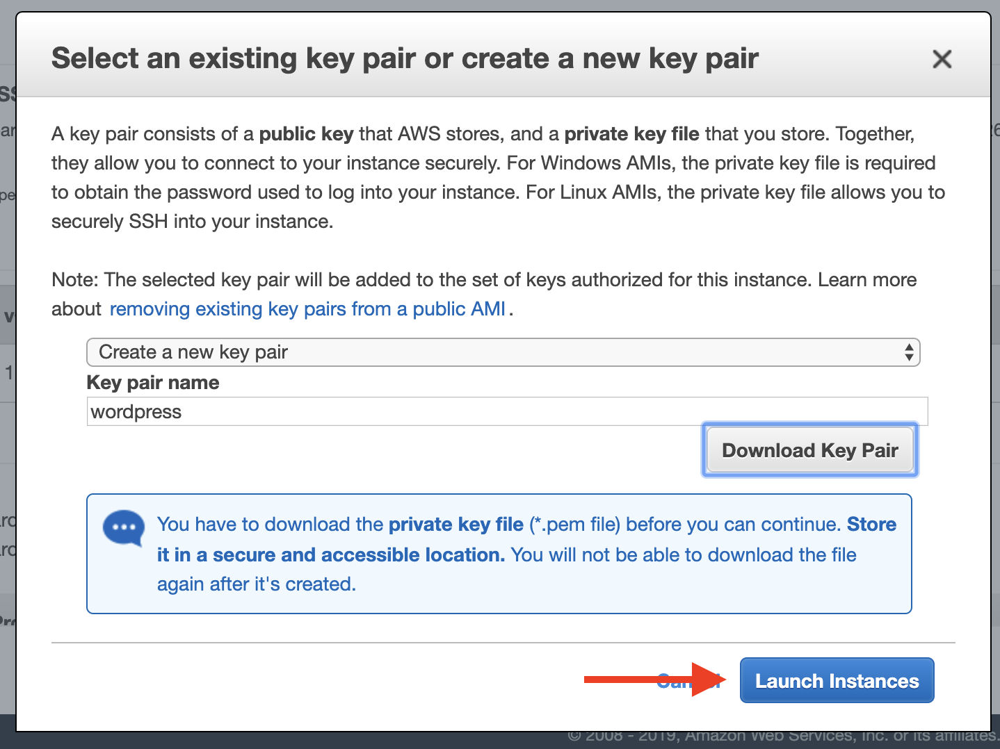 Select an existing key pair or create a new key pair
A key pair consists of a public key that AWS stores, and a private key file that you store. Together,
they allow you to connect to your instance securely. For Windows AMIs, the private key file is required
to obtain the password used to log into your instance. For Linux AMIs, the private key file allows you to
securely SSH into your instance.
Note: The selected key pair will be added to the set of keys authorized for this instance. Learn more
about removing existing key pairs from a public AMI .
Create a new key pair
Key pair name
wordpress
Download Key Pair
You have to download the private key file (*.pem file) before you can continue. Store
it in a secure and accessible location. You will not be able to download the file
again after it's created.
Launch Instances
© 2008 - 2019, Amazon Web Services, Inc. or its affiliates.